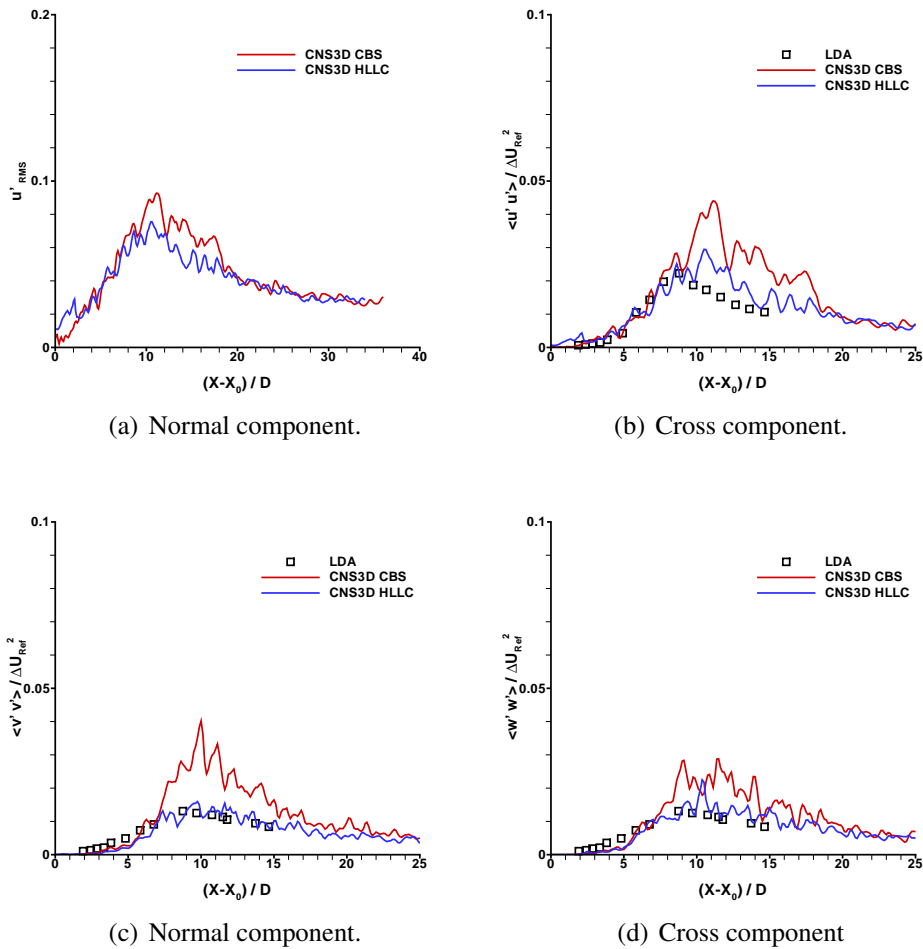 0.2
CNS3D CBS
CNS3D HLLC
0.1
u' RMS
0
0 10 20 30 40
(X-X0) / D
(a) Normal component.
0.1
LDA
CNS3D CBS
CNS3D HLLC
0.05
<u' u'> / ΔU²Ref
0
0 5 10 15 20 25
(X-X0) / D
(b) Cross component.
0.1
LDA
CNS3D CBS
CNS3D HLLC
0.05
<v' v'> / ΔU²Ref
0
0 5 10 15 20 25
(X-X0) / D
(c) Normal component.
0.1
LDA
CNS3D CBS
CNS3D HLLC
0.05
<w' w'> / ΔU²Ref
0
0 5 10 15 20 25
(X-X0) / D
(d) Cross component